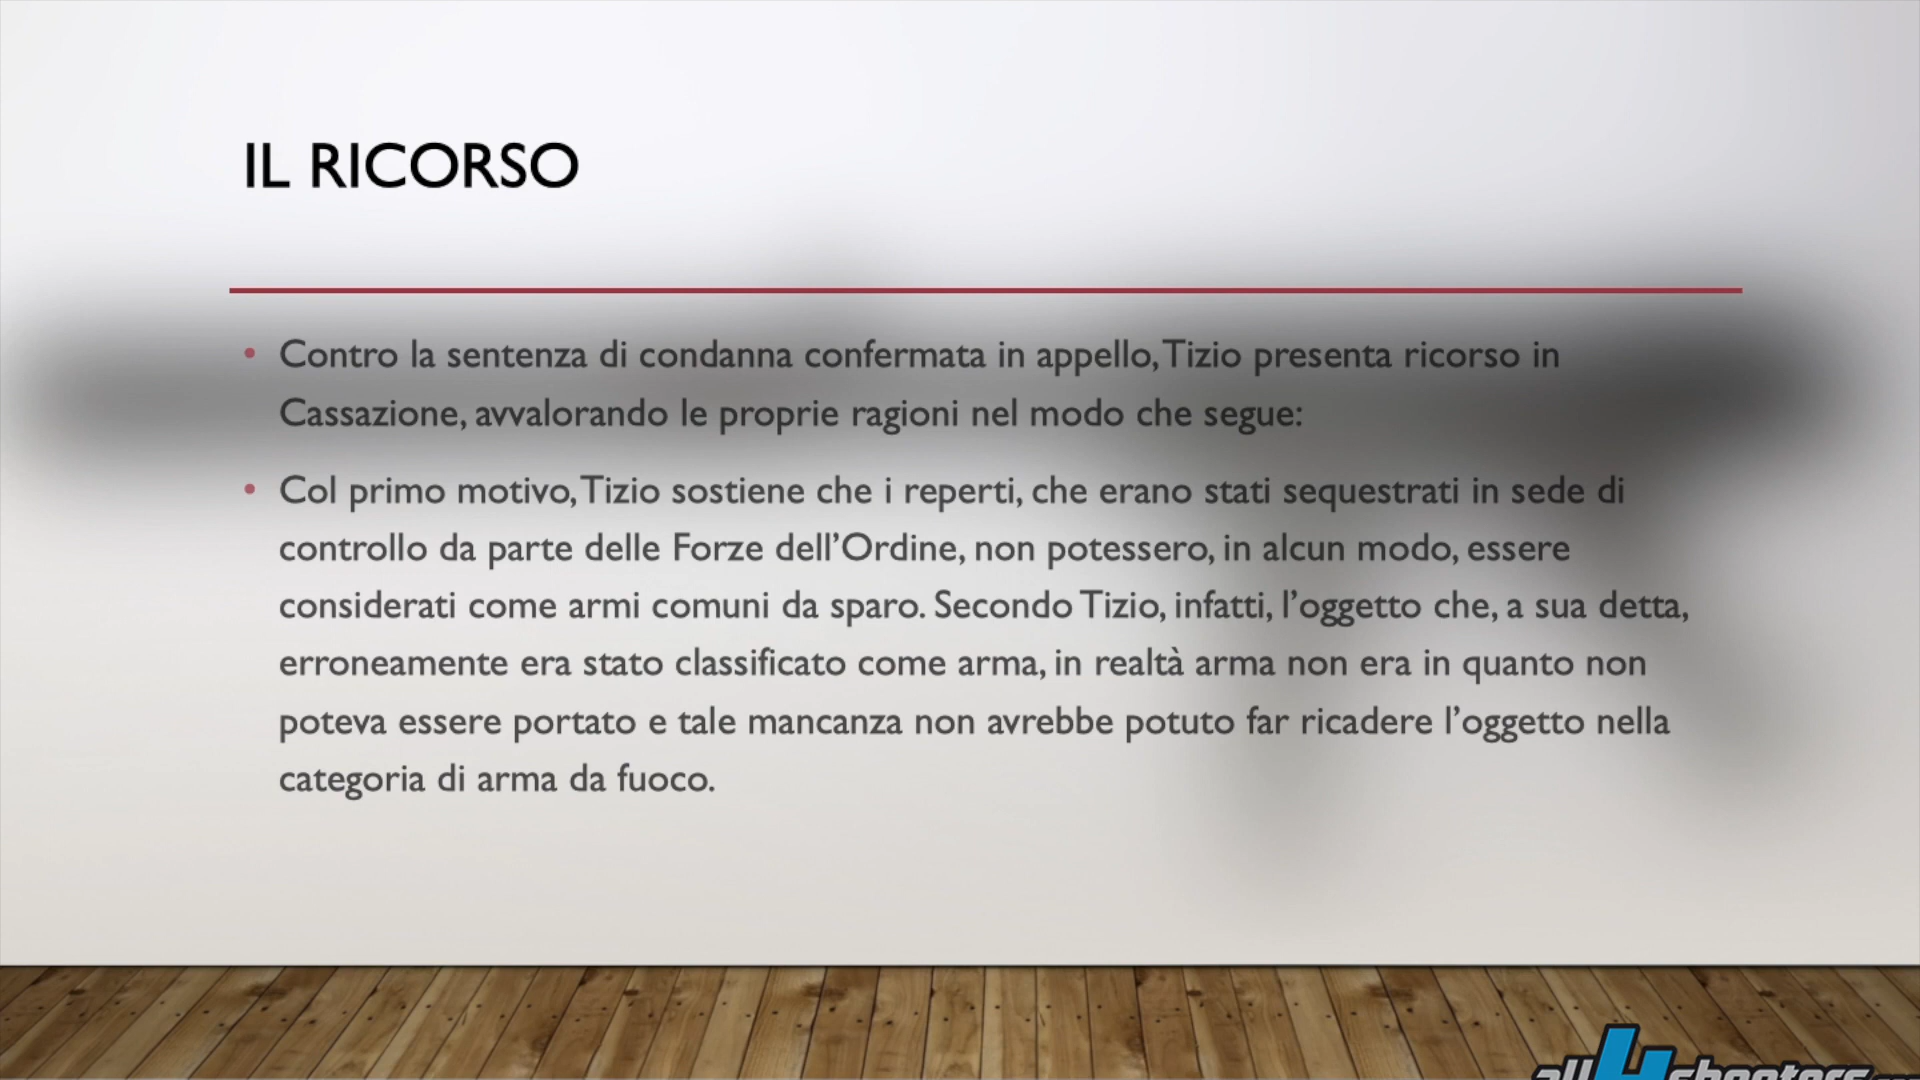 IL RICORSO
• Contro la sentenza di condanna confermata in appello, Tizio presenta ricorso in
Cassazione, avvalorando le proprie ragioni nel modo che segue:
• Col primo motivo, Tizio sostiene che i reperti, che erano stati sequestrati in sede di
controllo da parte delle Forze dell’Ordine, non potessero, in alcun modo, essere
considerati come armi comuni da sparo. Secondo Tizio, infatti, l’oggetto che, a sua detta,
erroneamente era stato classificato come arma, in realtà arma non era in quanto non
poteva essere portato e tale mancanza non avrebbe potuto far ricadere l’oggetto nella
categoria di arma da fuoco.
all4shooters